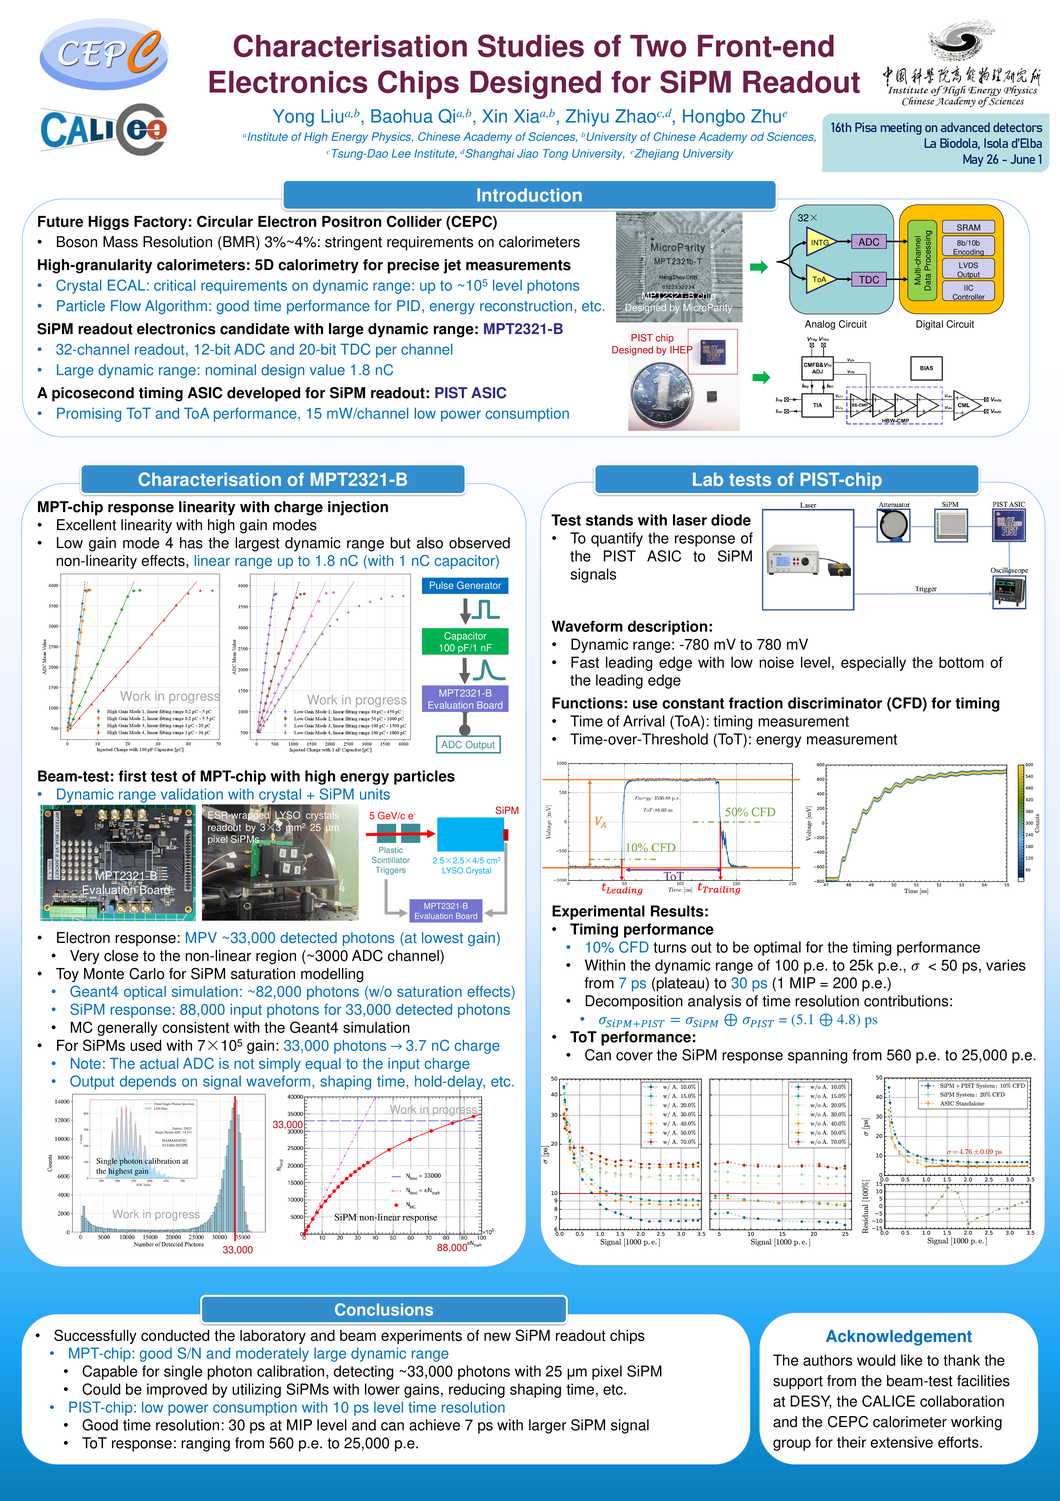 CEPC
CALICE
Characterisation Studies of Two Front-end
Electronics Chips Designed for SiPM Readout
Yong Liu a,b, Baohua Qi a,b, Xin Xia a,b, Zhiyu Zhao c,d, Hongbo Zhu e
a Institute of High Energy Physics, Chinese Academy of Sciences, b University of Chinese Academy od Sciences,
c Tsung-Dao Lee Institute, d Shanghai Jiao Tong University, e Zhejiang University
中国科学院高能物理研究所
Institute of High Energy Physics
Chinese Academy of Sciences
16th Pisa meeting on advanced detectors
La Biodola, Isola d'Elba
May 26 - June 1
Introduction
Future Higgs Factory: Circular Electron Positron Collider (CEPC)
• Boson Mass Resolution (BMR) 3%~4%: stringent requirements on calorimeters
High-granularity calorimeters: 5D calorimetry for precise jet measurements
• Crystal ECAL: critical requirements on dynamic range: up to ~10⁵ level photons
• Particle Flow Algorithm: good time performance for PID, energy reconstruction, etc.
SiPM readout electronics candidate with large dynamic range: MPT2321-B
• 32-channel readout, 12-bit ADC and 20-bit TDC per channel
• Large dynamic range: nominal design value 1.8 nC
A picosecond timing ASIC developed for SiPM readout: PIST ASIC
• Promising ToT and ToA performance, 15 mW/channel low power consumption
MicroParity
MPT2321b-T
MPT2321-B chip
Designed by MicroParity
PIST chip
Designed by IHEP
32×
INTG
ADC
ToA
TDC
Multi-channel
Data Processing
SRAM
8b/10b
Encoding
LVDS
Output
IIC
Controller
Analog Circuit
Digital Circuit
CMFB&VTH
ADJ
BIAS
TIA
HBW-CMP
CML
Characterisation of MPT2321-B
MPT-chip response linearity with charge injection
• Excellent linearity with high gain modes
• Low gain mode 4 has the largest dynamic range but also observed
non-linearity effects, linear range up to 1.8 nC (with 1 nC capacitor)
ADC Mean Value
Work in progress
High Gain Mode 1, linear fitting range 0.2 pC - 5 pC
High Gain Mode 2, linear fitting range 0.2 pC - 5.5 pC
High Gain Mode 3, linear fitting range 1 pC - 20 pC
High Gain Mode 4, linear fitting range 1 pC - 36 pC
Injected Charge with 100 pF Capacitor [pC]
ADC Mean Value
Work in progress
Low Gain Mode 1, linear fitting range 30 pC - 450 pC
Low Gain Mode 2, linear fitting range 50 pC - 1000 pC
Low Gain Mode 3, linear fitting range 100 pC - 1500 pC
Low Gain Mode 4, linear fitting range 100 pC - 1800 pC
Injected Charge with 1 nF Capacitor [pC]
Pulse Generator
Capacitor
100 pF/1 nF
MPT2321-B
Evaluation Board
ADC Output
Beam-test: first test of MPT-chip with high energy particles
• Dynamic range validation with crystal + SiPM units
MPT2321-B
Evaluation Board
ESR-wrapped LYSO crystals
readout by 3×3 mm² 25 µm
pixel SiPMs
5 GeV/c e-
SiPM
Plastic
Scintillator
Triggers
2.5×2.5×4/5 cm³
LYSO Crystal
MPT2321-B
Evaluation Board
• Electron response: MPV ~33,000 detected photons (at lowest gain)
• Very close to the non-linear region (~3000 ADC channel)
• Toy Monte Carlo for SiPM saturation modelling
• Geant4 optical simulation: ~82,000 photons (w/o saturation effects)
• SiPM response: 88,000 input photons for 33,000 detected photons
• MC generally consistent with the Geant4 simulation
• For SiPMs used with 7×10⁵ gain: 33,000 photons → 3.7 nC charge
• Note: The actual ADC is not simply equal to the input charge
• Output depends on signal waveform, shaping time, hold-delay, etc.
Counts
Single photon calibration at
the highest gain
Work in progress
Number of Detected Photons
33,000
33,000
Work in progress
SiPM non-linear response
88,000
Lab tests of PIST-chip
Test stands with laser diode
• To quantify the response of
the PIST ASIC to SiPM
signals
Laser
Attenuator
SiPM
PIST ASIC
Oscilloscope
Trigger
Waveform description:
• Dynamic range: -780 mV to 780 mV
• Fast leading edge with low noise level, especially the bottom of
the leading edge
Functions: use constant fraction discriminator (CFD) for timing
• Time of Arrival (ToA): timing measurement
• Time-over-Threshold (ToT): energy measurement
Voltage [mV]
Energy: 3536.88 p.e.
ToT: 88.60 ns
V_A
50% CFD
10% CFD
ToT
t_Leading
t_Trailing
Time [ns]
Voltage [mV]
Time [ns]
Counts
Experimental Results:
• Timing performance
• 10% CFD turns out to be optimal for the timing performance
• Within the dynamic range of 100 p.e. to 25k p.e., σ < 50 ps, varies
from 7 ps (plateau) to 30 ps (1 MIP = 200 p.e.)
• Decomposition analysis of time resolution contributions:
• σ_SiPM+PIST = σ_SiPM ⊕ σ_PIST = (5.1 ⊕ 4.8) ps
• ToT performance:
• Can cover the SiPM response spanning from 560 p.e. to 25,000 p.e.
σ [ps]
w/ A. 10.0%
w/ A. 15.0%
w/ A. 20.0%
w/ A. 30.0%
w/ A. 40.0%
w/ A. 50.0%
w/ A. 70.0%
Signal [1000 p.e.]
w/o A. 10.0%
w/o A. 15.0%
w/o A. 20.0%
w/o A. 30.0%
w/o A. 40.0%
w/o A. 50.0%
w/o A. 70.0%
Signal [1000 p.e.]
σ [ps]
SiPM + PIST System: 10% CFD
SiPM System: 20% CFD
ASIC Standalone
σ = 4.76 ± 0.09 ps
Residual [100%]
Signal [1000 p.e.]
Conclusions
• Successfully conducted the laboratory and beam experiments of new SiPM readout chips
• MPT-chip: good S/N and moderately large dynamic range
• Capable for single photon calibration, detecting ~33,000 photons with 25 µm pixel SiPM
• Could be improved by utilizing SiPMs with lower gains, reducing shaping time, etc.
• PIST-chip: low power consumption with 10 ps level time resolution
• Good time resolution: 30 ps at MIP level and can achieve 7 ps with larger SiPM signal
• ToT response: ranging from 560 p.e. to 25,000 p.e.
Acknowledgement
The authors would like to thank the
support from the beam-test facilities
at DESY, the CALICE collaboration
and the CEPC calorimeter working
group for their extensive efforts.